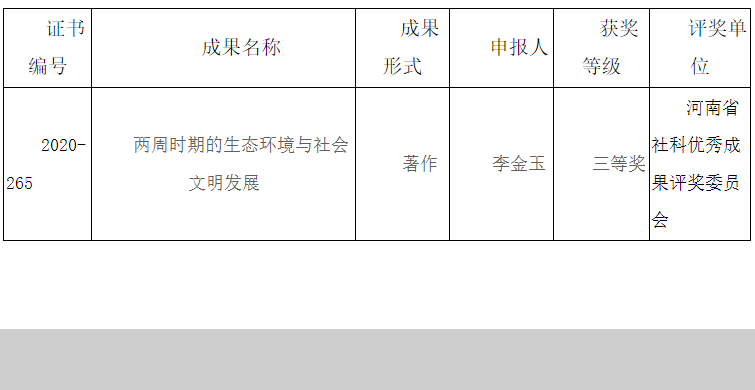 证书编号 成果名称 成果形式 申报人 获奖等级 评奖单位
2020-265 两周时期的生态环境与社会文明发展 著作 李金玉 三等奖 河南省社科优秀成果评奖委员会